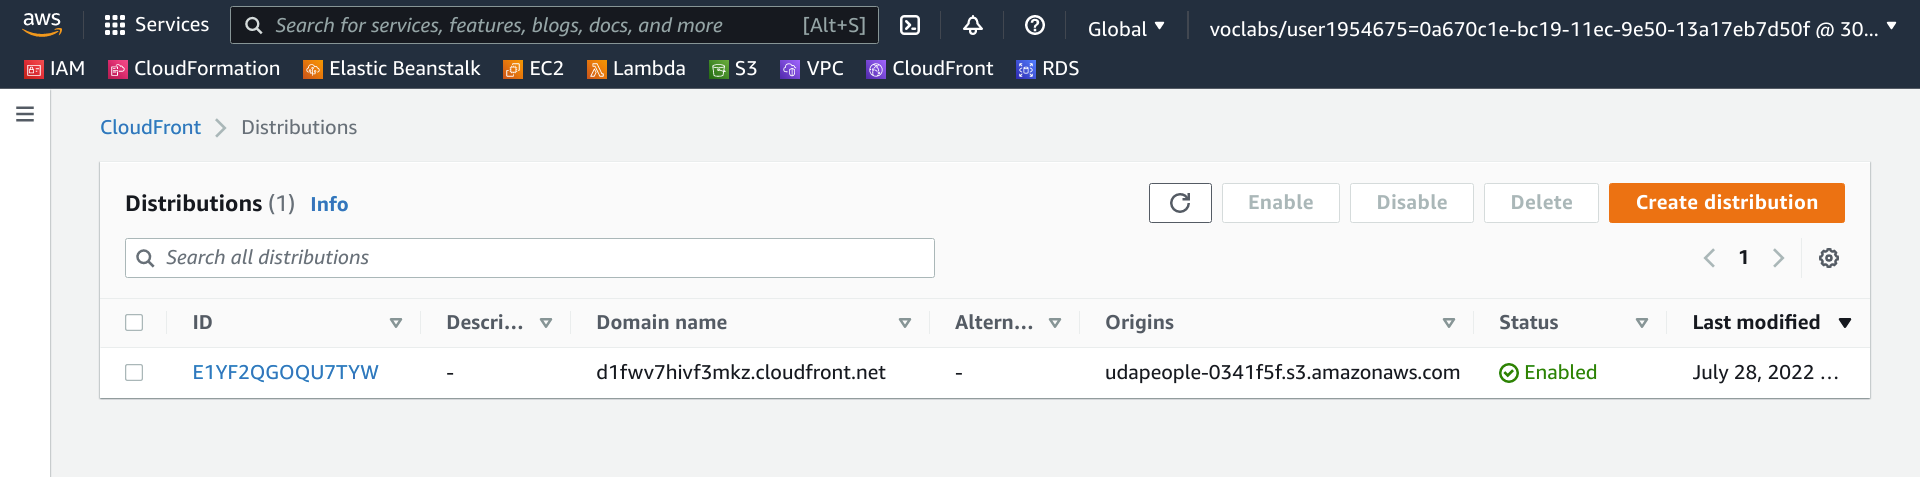 aws Services Search for services, features, blogs, docs, and more [Alt+S] Global voclabs/user1954675=0a670c1e-bc19-11ec-9e50-13a17eb7d50f @ 30...
IAM CloudFormation Elastic Beanstalk EC2 Lambda S3 VPC CloudFront RDS
CloudFront > Distributions
Distributions (1) Info Enable Disable Delete Create distribution
Search all distributions < 1 >
ID Descri... Domain name Altern... Origins Status Last modified
E1YF2QGOQU7TYW - d1fwv7hivf3mkz.cloudfront.net - udapeople-0341f5f.s3.amazonaws.com Enabled July 28, 2022 ...